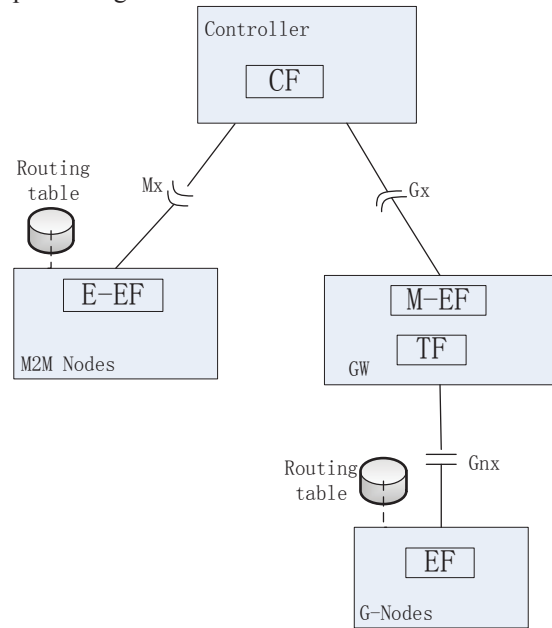 Controller
CF
Routing
table
Mx
Gx
E-EF
M2M Nodes
M-EF
TF
GW
Routing
table
Gnx
EF
G-Nodes